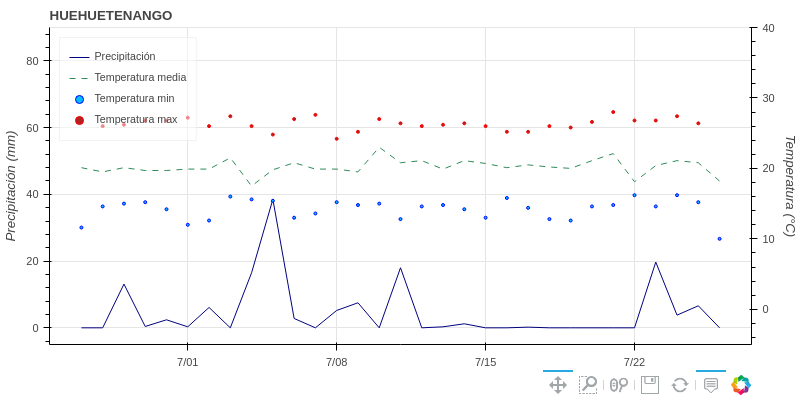 HUEHUETENANGO
Precipitación
Temperatura media
Temperatura min
Temperatura max
Precipitación (mm)
80
60
40
20
0
Temperatura (°C)
40
30
20
10
0
7/01
7/08
7/15
7/22